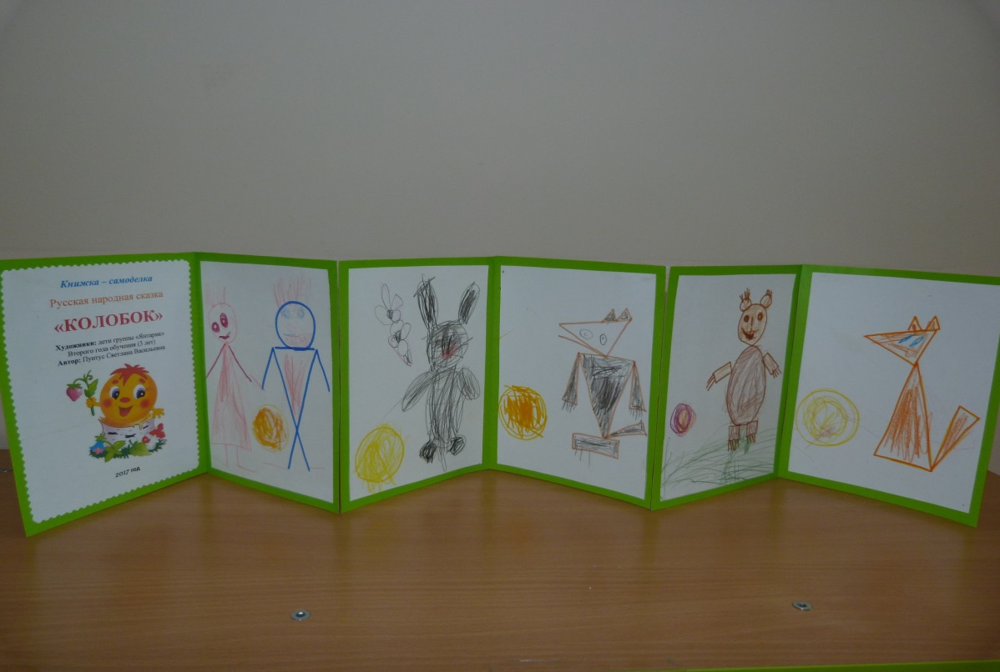 Книжка – самоделка
Русская народная сказка
«КОЛОБОК»
Художники: дети группы «Янтарик»
Второго года обучения (5 лет)
Автор: Пунтус Светлана Васильевна
2017 год